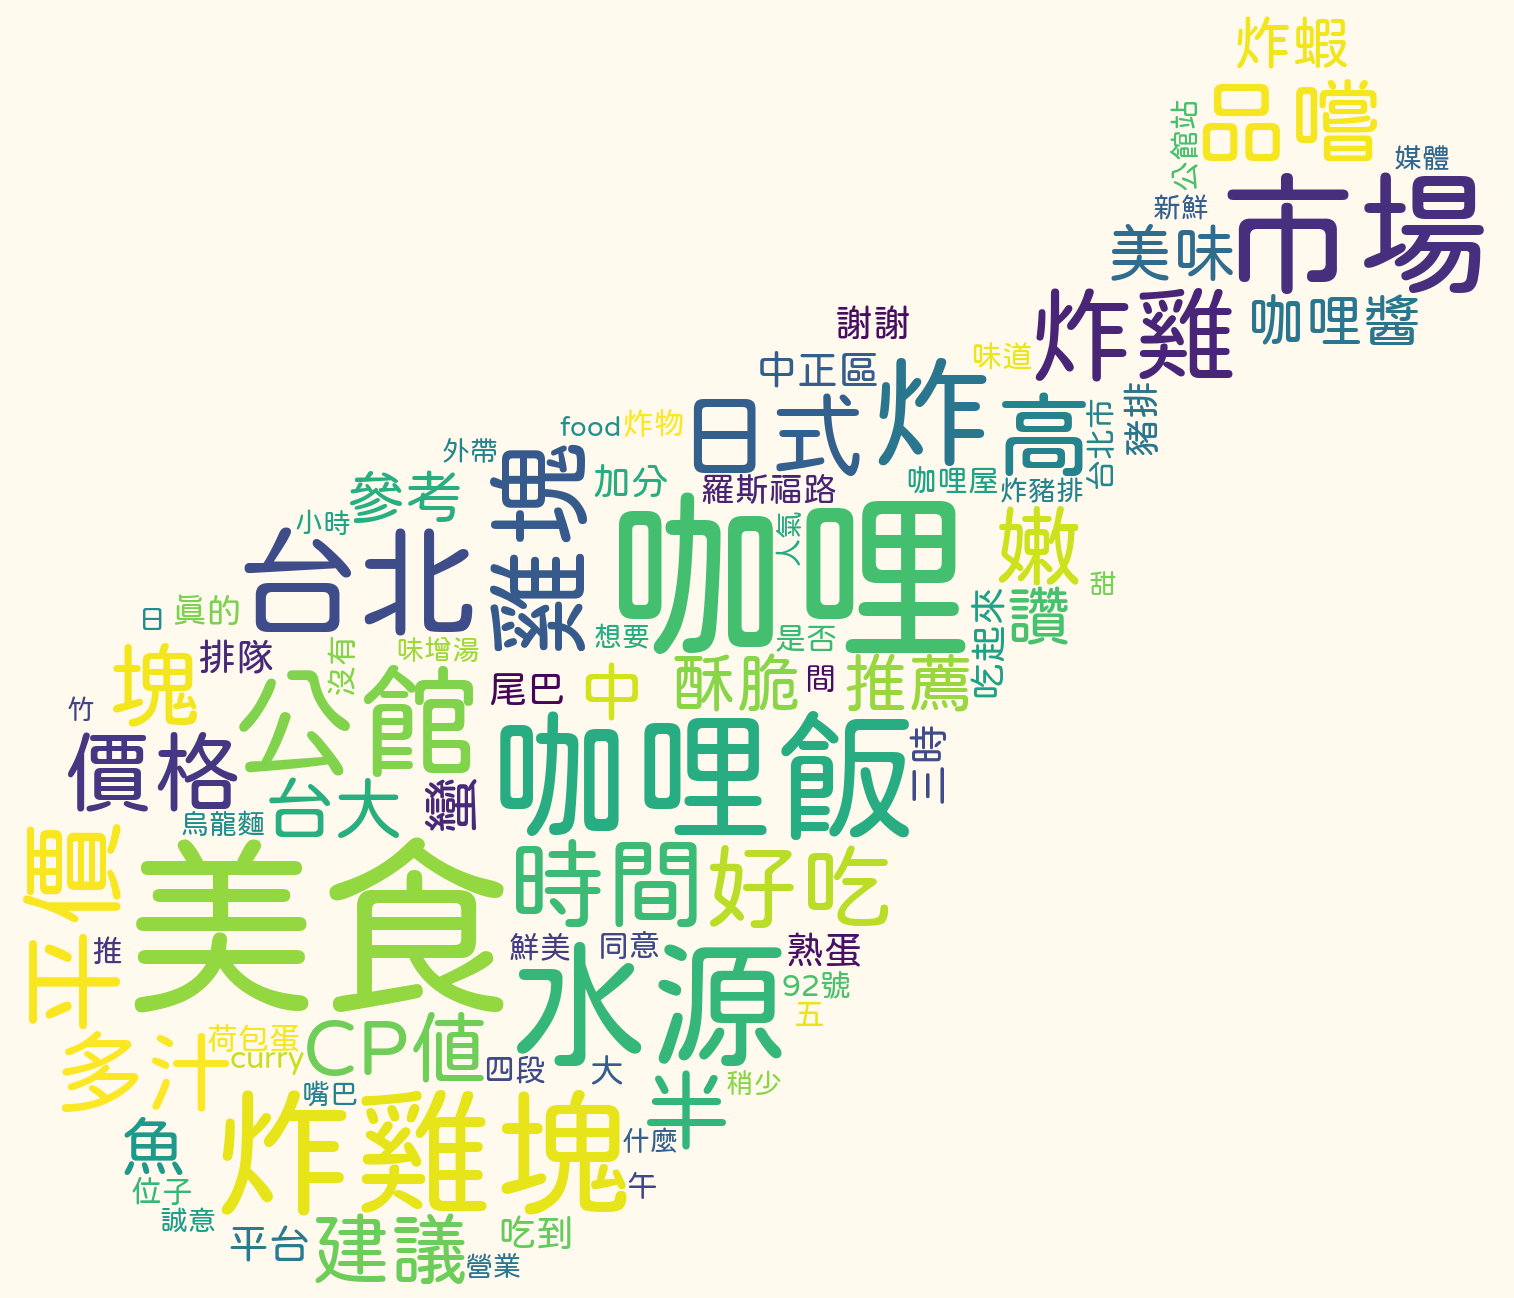 炸蝦
品嚐
公館站
媒體
市場
新鮮
美味
炸雞
咖哩醬
謝謝
味道
中正區
炸
日式
高
台北市
豬排
food
炸物
外帶
雞塊
加分
羅斯福路
咖哩屋
炸豬排
參考
小時
台北
咖哩
人氣
嫩
甜
日
真的
想要
是否
吃起來
讚
排隊
沒有
味增湯
塊
公館
尾巴
中
酥脆
間
推薦
竹
價格
咖哩飯
三時
烏龍麵
台大
蠻
平價
美食
時間
好吃
推
鮮美
同意
熟蛋
水源
92號
五
荷包蛋
多汁
curry
CP値
四段
大
半
稍少
嘴巴
炸雞塊
魚
什麼
午
位子
誠意
平台
建議
吃到
營業